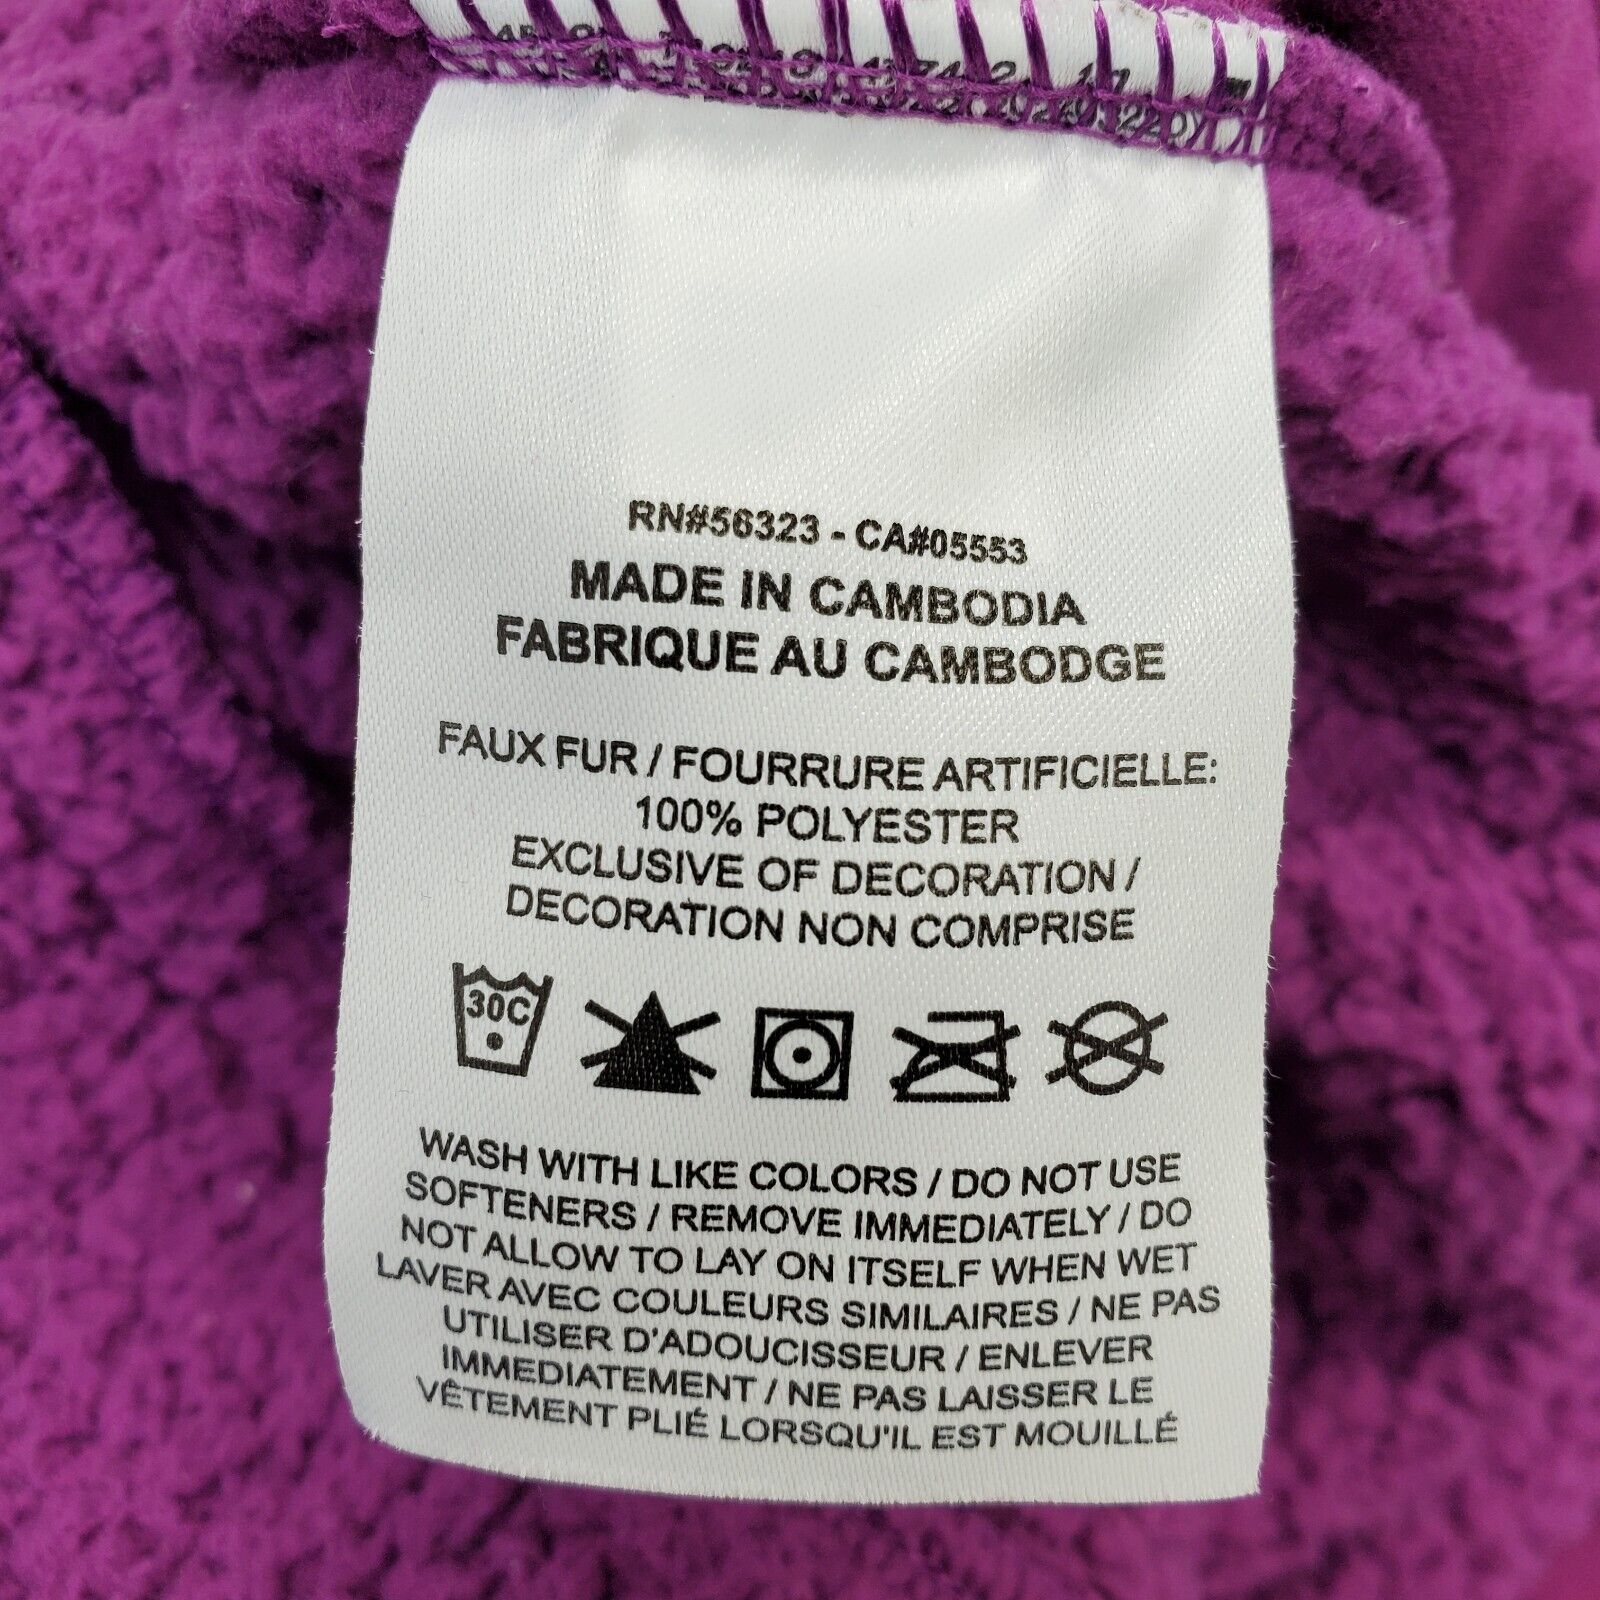 RN#56323 - CA#05553
MADE IN CAMBODIA
FABRIQUE AU CAMBODGE
FAUX FUR / FOURRURE ARTIFICIELLE:
100% POLYESTER
EXCLUSIVE OF DECORATION /
DECORATION NON COMPRISE
30C
WASH WITH LIKE COLORS / DO NOT USE
SOFTENERS / REMOVE IMMEDIATELY / DO
NOT ALLOW TO LAY ON ITSELF WHEN WET
LAVER AVEC COULEURS SIMILAIRES / NE PAS
UTILISER D'ADOUCISSEUR / ENLEVER
IMMEDIATEMENT / NE PAS LAISSER LE
VÊTEMENT PLIÉ LORSQU'IL EST MOUILLÉ